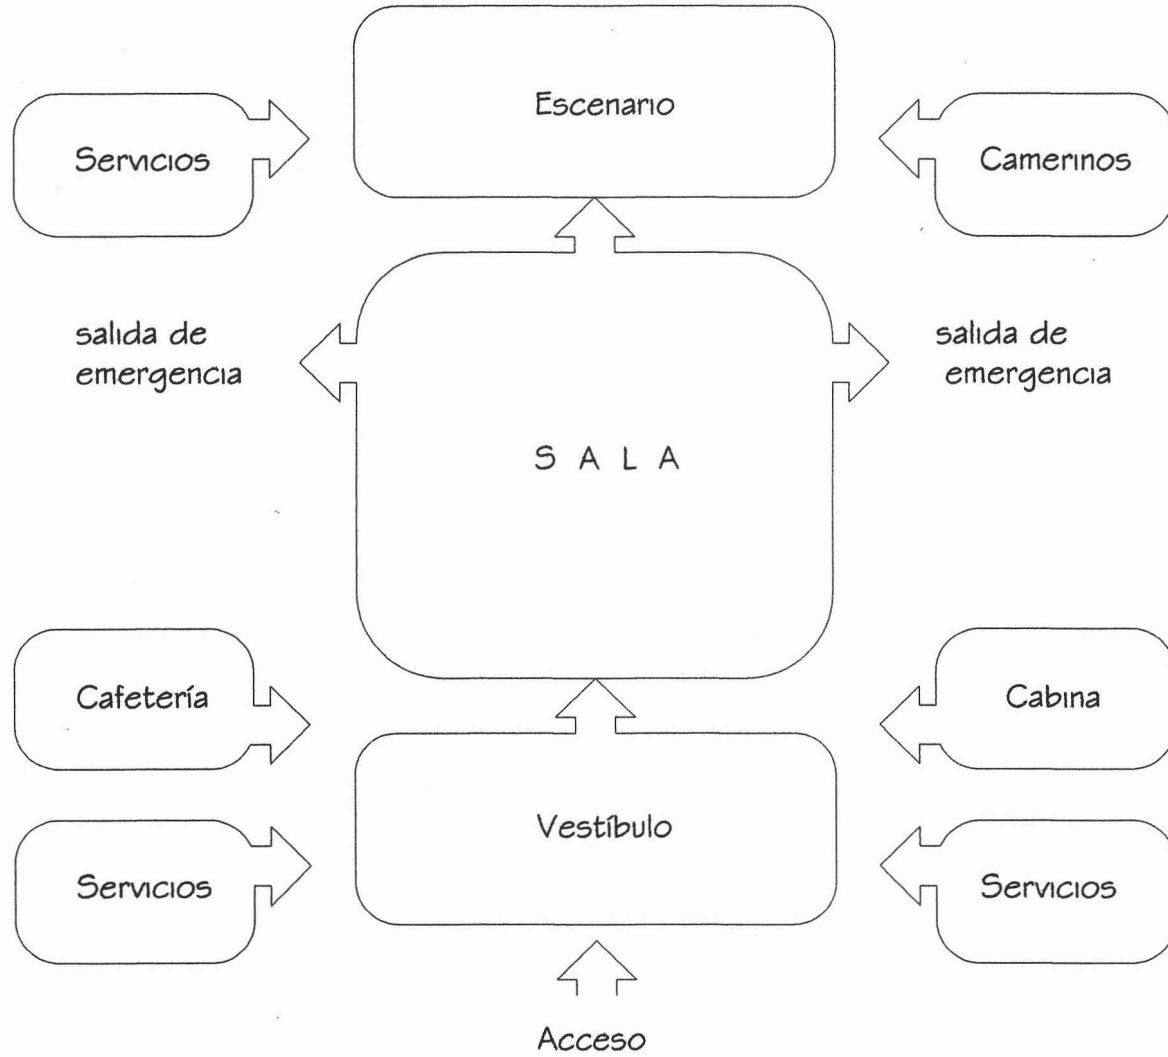 Escenario
Servicios
Camerinos
salida de
emergencia
salida de
emergencia
S A L A
Cafetería
Cabina
Vestíbulo
Servicios
Servicios
Acceso